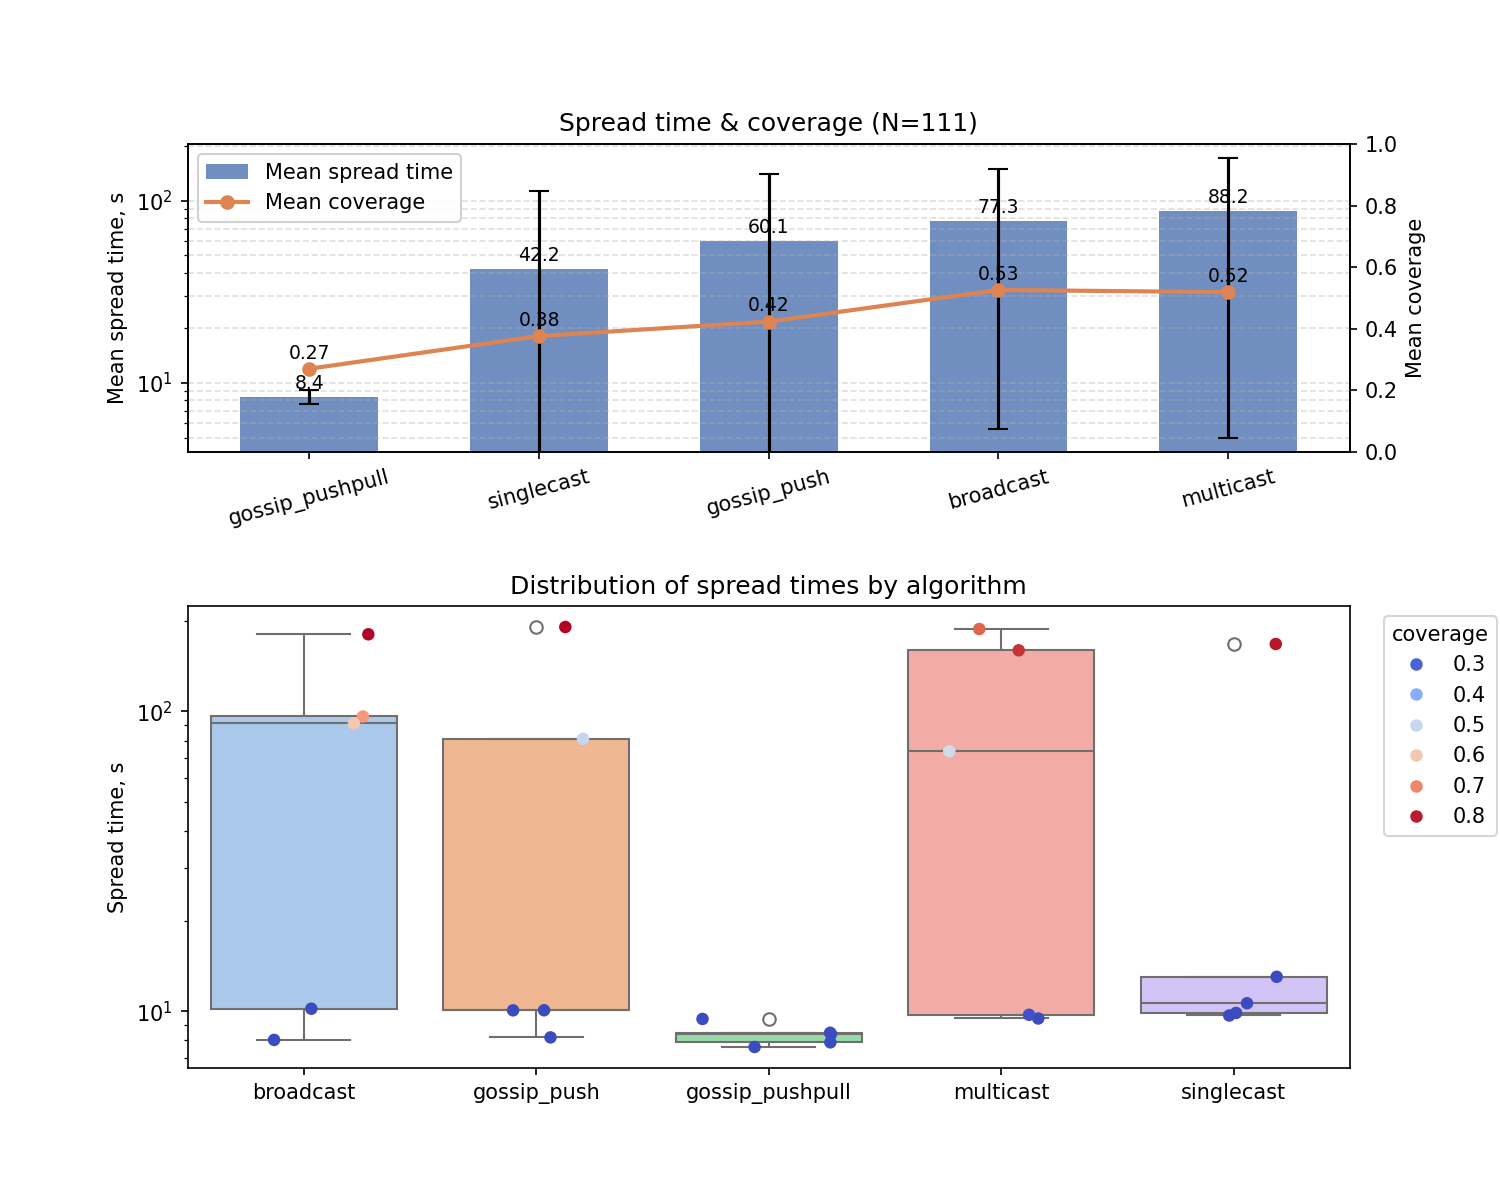 Spread time & coverage (N=111)
Mean spread time
Mean coverage
Mean spread time, s
10²
10¹
1.0
0.8
0.6
0.4
0.2
0.0
Mean coverage
8.4
42.2
60.1
77.3
88.2
0.27
0.38
0.42
0.53
0.52
gossip_pushpull
singlecast
gossip_push
broadcast
multicast
Distribution of spread times by algorithm
Spread time, s
10²
10¹
broadcast
gossip_push
gossip_pushpull
multicast
singlecast
coverage
0.3
0.4
0.5
0.6
0.7
0.8